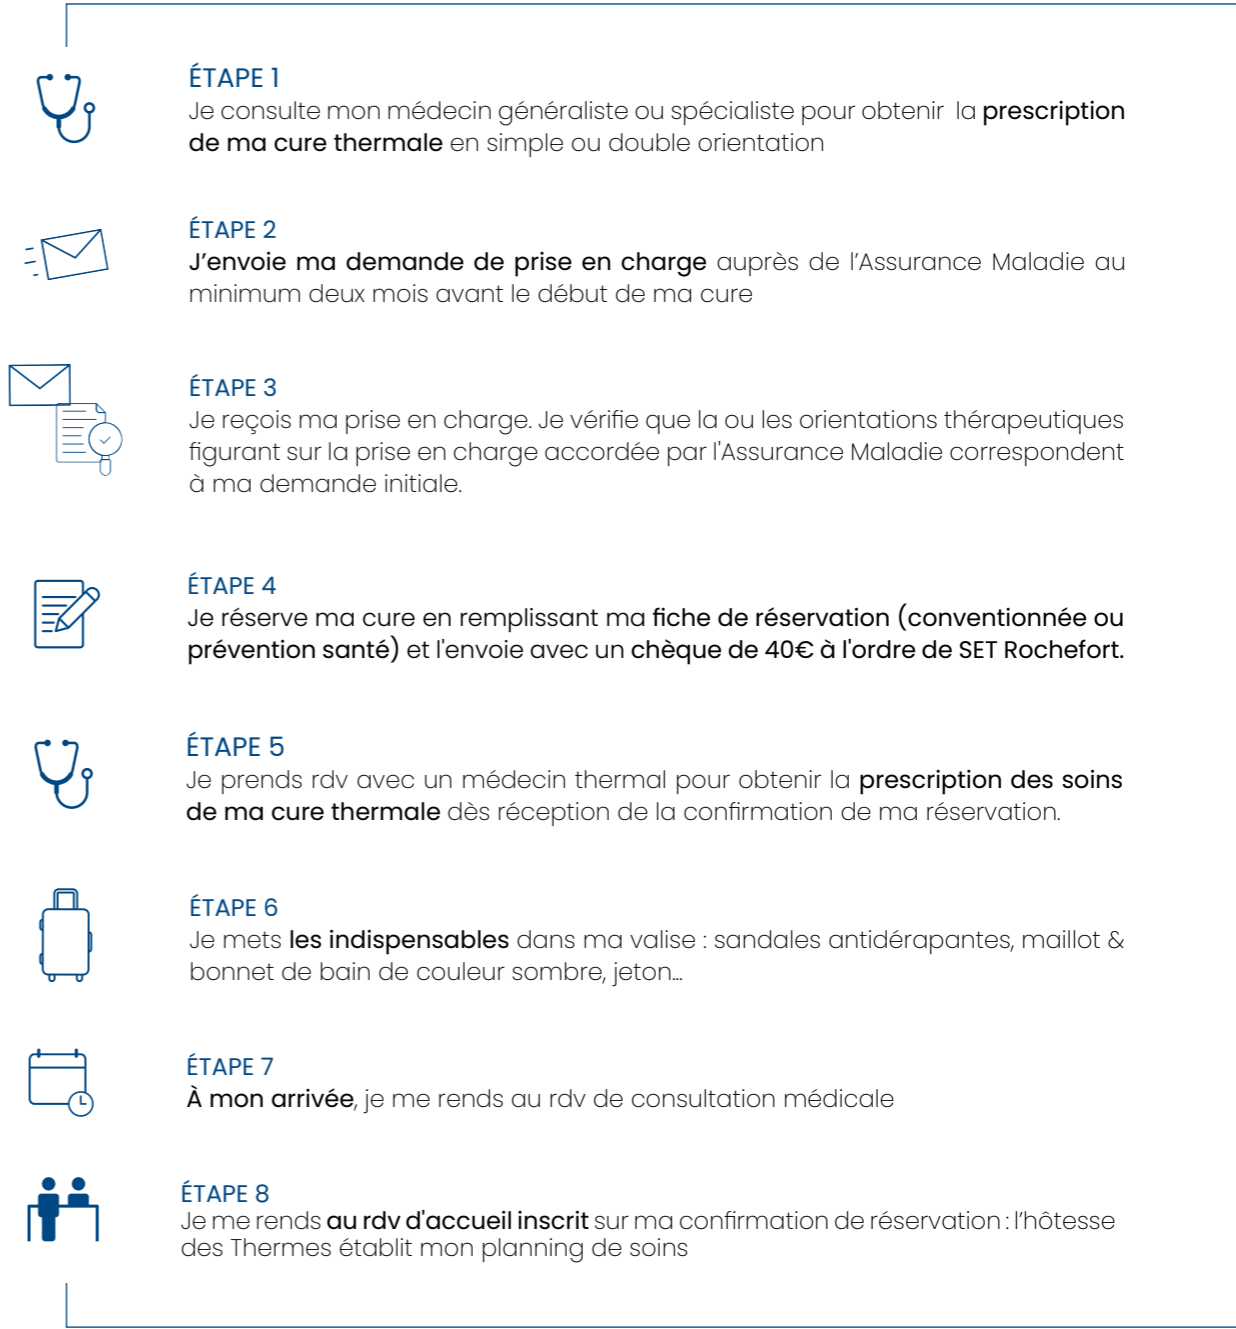 ÉTAPE 1
Je consulte mon médecin généraliste ou spécialiste pour obtenir la prescription
de ma cure thermale en simple ou double orientation
ÉTAPE 2
J’envoie ma demande de prise en charge auprès de l’Assurance Maladie au
minimum deux mois avant le début de ma cure
ÉTAPE 3
Je reçois ma prise en charge. Je vérifie que la ou les orientations thérapeutiques
figurant sur la prise en charge accordée par l'Assurance Maladie correspondent
à ma demande initiale.
ÉTAPE 4
Je réserve ma cure en remplissant ma fiche de réservation (conventionnée ou
prévention santé) et l'envoie avec un chèque de 40€ à l'ordre de SET Rochefort.
ÉTAPE 5
Je prends rdv avec un médecin thermal pour obtenir la prescription des soins
de ma cure thermale dès réception de la confirmation de ma réservation.
ÉTAPE 6
Je mets les indispensables dans ma valise : sandales antidérapantes, maillot &
bonnet de bain de couleur sombre, jeton...
ÉTAPE 7
À mon arrivée, je me rends au rdv de consultation médicale
ÉTAPE 8
Je me rends au rdv d'accueil inscrit sur ma confirmation de réservation : l’hôtesse
des Thermes établit mon planning de soins